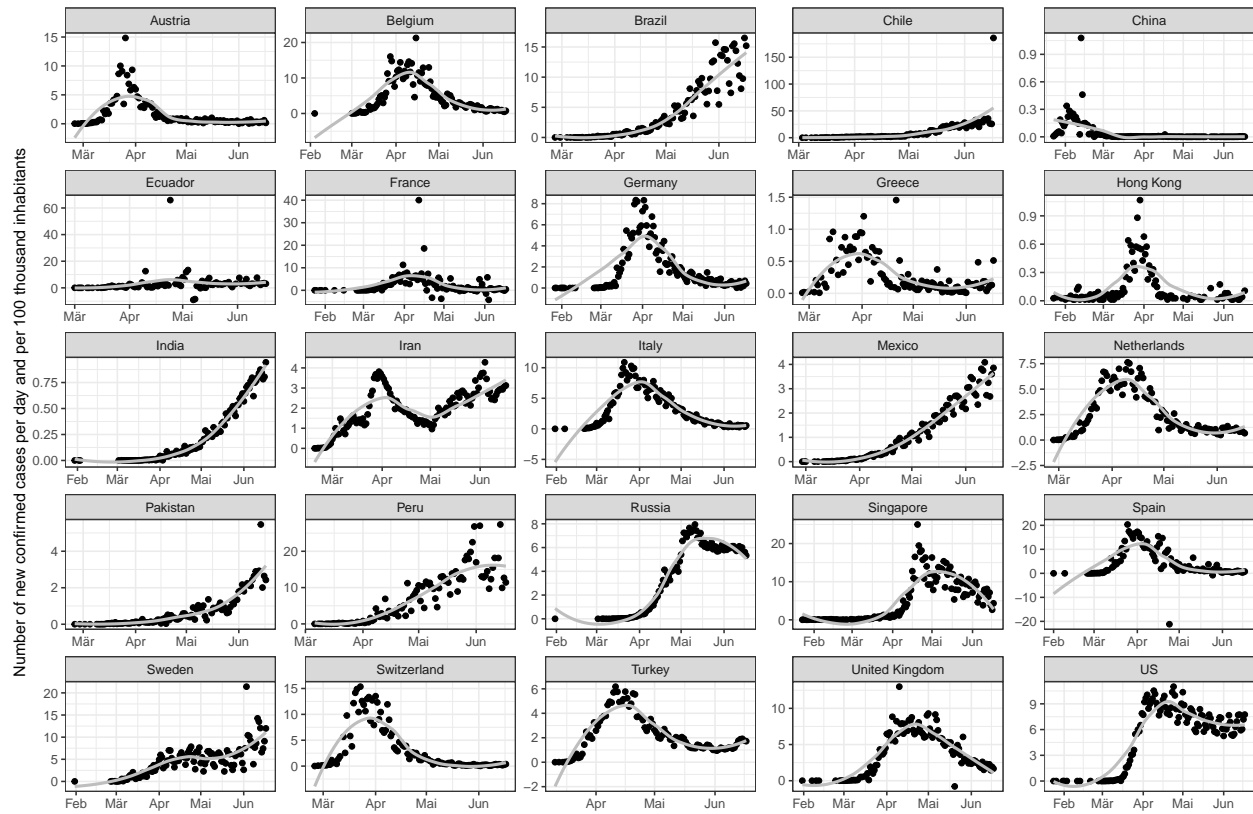 Number of new confirmed cases per day and per 100 thousand inhabitants
Austria Belgium Brazil Chile China
15 10 5 0
20 10 0
15 10 5 0
150 100 50 0
0.9 0.6 0.3 0.0
Mär Apr Mai Jun Feb Mär Apr Mai Jun Mär Apr Mai Jun Mär Apr Mai Jun Feb Mär Apr Mai Jun
Ecuador France Germany Greece Hong Kong
60 40 20 0
40 30 20 10 0
8 6 4 2 0
1.5 1.0 0.5 0.0
0.9 0.6 0.3 0.0
Mär Apr Mai Jun Feb Mär Apr Mai Jun Feb Mär Apr Mai Jun Mär Apr Mai Jun Feb Mär Apr Mai Jun
India Iran Italy Mexico Netherlands
0.75 0.50 0.25 0.00
4 3 2 1 0
10 5 0 −5
4 3 2 1 0
7.5 5.0 2.5 0.0 −2.5
Feb Mär Apr Mai Jun Mär Apr Mai Jun Feb Mär Apr Mai Jun Mär Apr Mai Jun Mär Apr Mai Jun
Pakistan Peru Russia Singapore Spain
4 2 0
20 10 0
8 6 4 2 0
20 10 0
20 10 0 −10 −20
Mär Apr Mai Jun Mär Apr Mai Jun Feb Mär Apr Mai Jun Feb Mär Apr Mai Jun Feb Mär Apr Mai Jun
Sweden Switzerland Turkey United Kingdom US
20 15 10 5 0
15 10 5 0
6 4 2 0 −2
10 5 0
9 6 3 0
Feb Mär Apr Mai Jun Mär Apr Mai Jun Apr Mai Jun Feb Mär Apr Mai Jun Feb Mär Apr Mai Jun